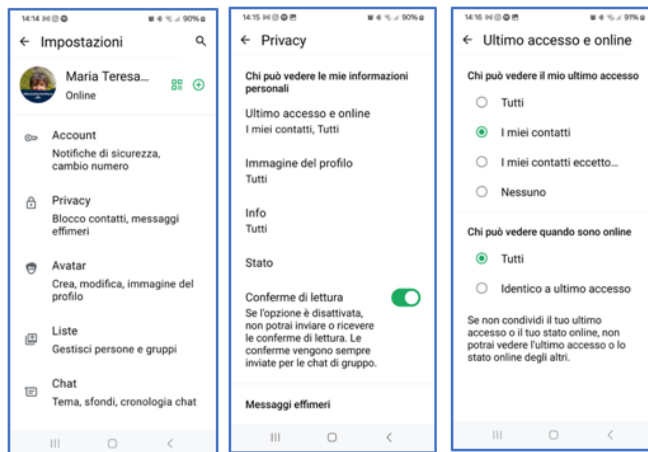 14:14
90%
Impostazioni
Maria Teresa...
Online
Account
Notifiche di sicurezza,
cambio numero
Privacy
Blocco contatti, messaggi
effimeri
Avatar
Crea, modifica, immagine del
profilo
Liste
Gestisci persone e gruppi
Chat
Tema, sfondi, cronologia chat
14:15
90%
Privacy
Chi può vedere le mie informazioni
personali
Ultimo accesso e online
I miei contatti, Tutti
Immagine del profilo
Tutti
Info
Tutti
Stato
Conferme di lettura
Se l'opzione è disattivata,
non potrai inviare o ricevere
le conferme di lettura. Le
conferme vengono sempre
inviate per le chat di gruppo.
Messaggi effimeri
14:16
91%
Ultimo accesso e online
Chi può vedere il mio ultimo accesso
Tutti
I miei contatti
I miei contatti eccetto...
Nessuno
Chi può vedere quando sono online
Tutti
Identico a ultimo accesso
Se non condividi il tuo ultimo
accesso o il tuo stato online, non
potrai vedere l'ultimo accesso o lo
stato online degli altri.